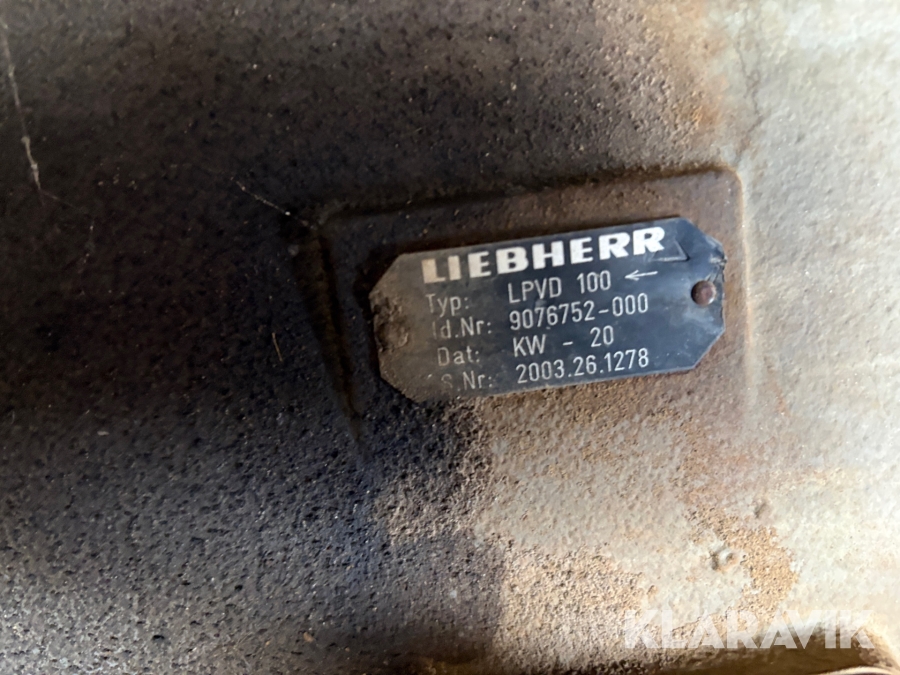 LIEBHERR
Typ: LPVD 100 ←
Id.Nr: 9076752-000
Dat: KW - 20
S.Nr: 2003.26.1278
KLARAVIK